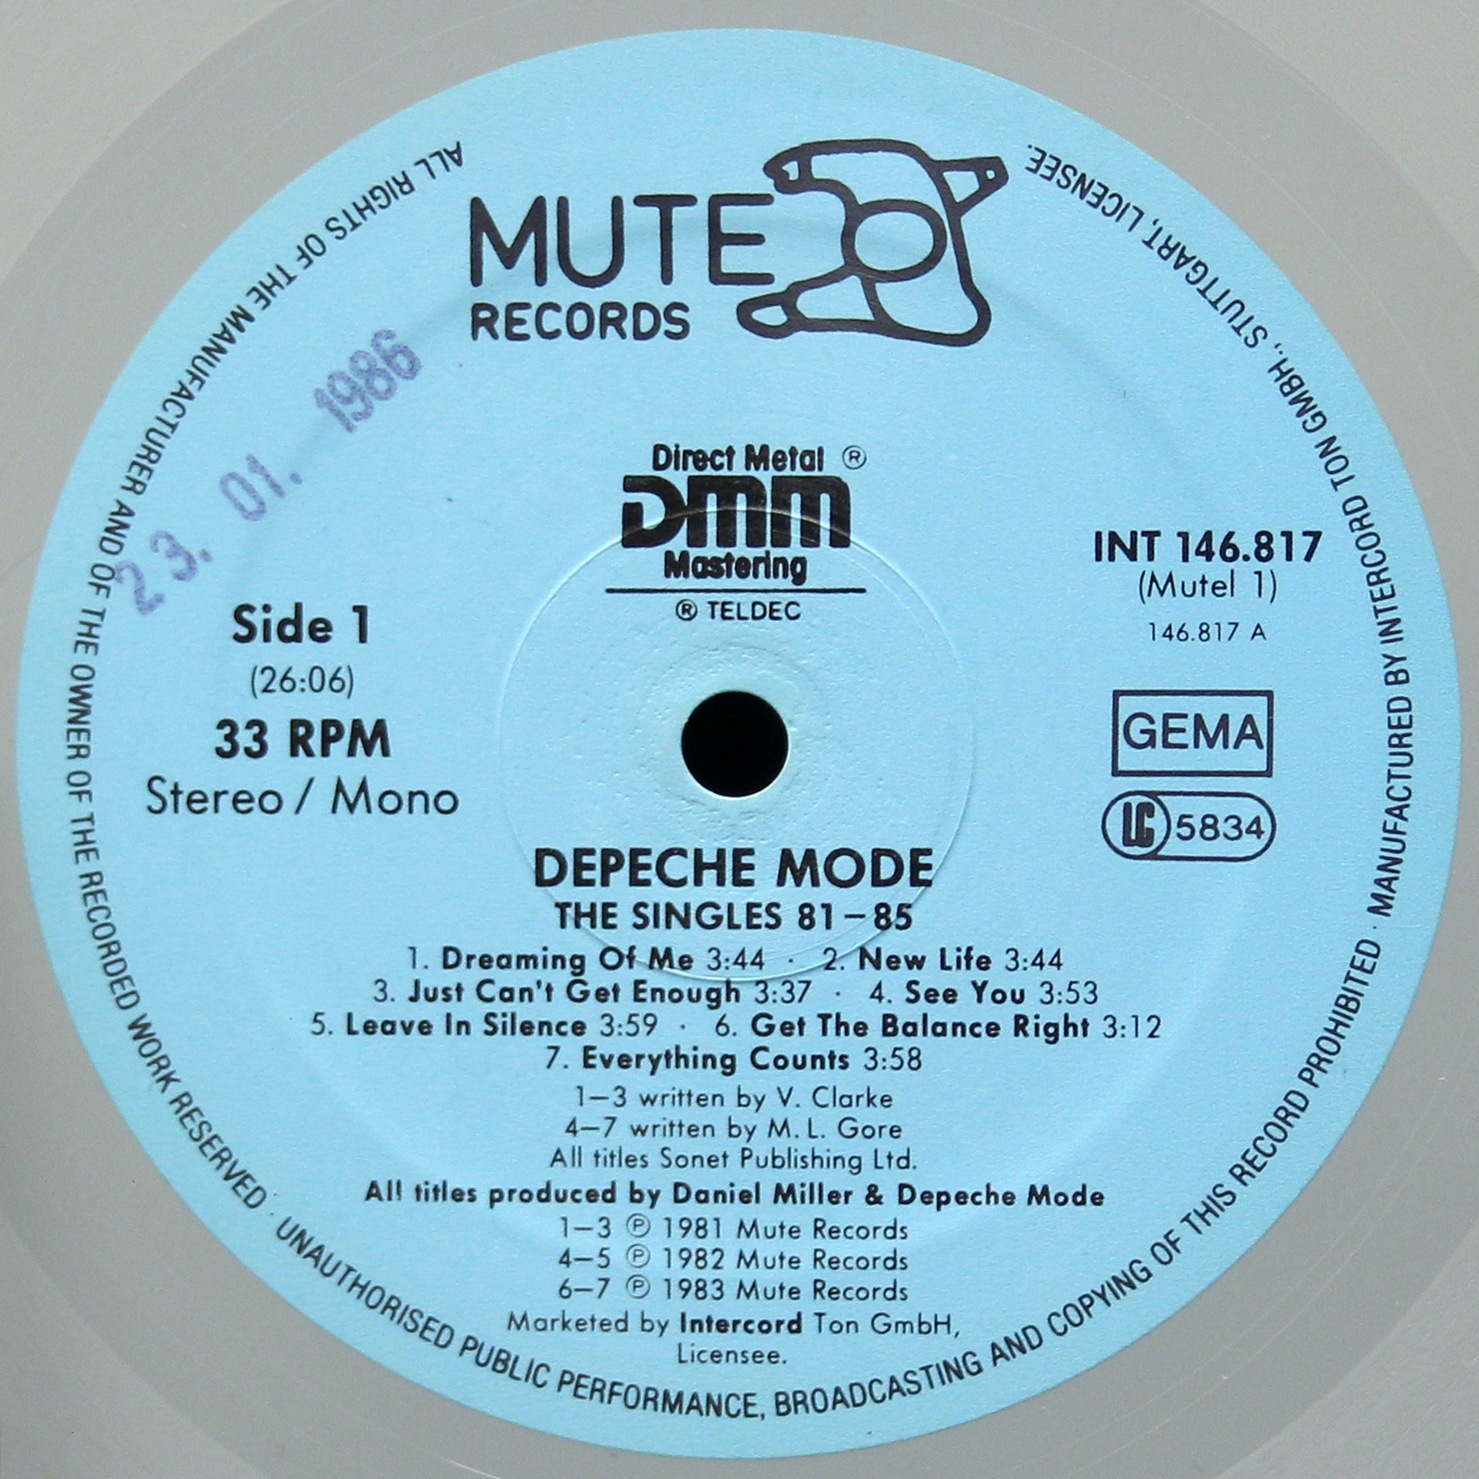 MUTE
RECORDS
23. 01. 1986
Direct Metal ®
DMM
Mastering
® TELDEC
Side 1
(26:06)
33 RPM
Stereo / Mono
INT 146.817
(Mutel 1)
146.817 A
GEMA
LC 5834
DEPECHE MODE
THE SINGLES 81–85
1. Dreaming Of Me 3:44 · 2. New Life 3:44
3. Just Can't Get Enough 3:37 · 4. See You 3:53
5. Leave In Silence 3:59 · 6. Get The Balance Right 3:12
7. Everything Counts 3:58
1–3 written by V. Clarke
4–7 written by M. L. Gore
All titles Sonet Publishing Ltd.
All titles produced by Daniel Miller & Depeche Mode
1–3 ℗ 1981 Mute Records
4–5 ℗ 1982 Mute Records
6–7 ℗ 1983 Mute Records
Marketed by Intercord Ton GmbH,
Licensee.
ALL RIGHTS OF THE MANUFACTURER AND OF THE OWNER OF THE RECORDED WORK RESERVED · UNAUTHORISED PUBLIC PERFORMANCE, BROADCASTING AND COPYING OF THIS RECORD PROHIBITED · MANUFACTURED BY INTERCORD TON GMBH., STUTTGART, LICENSEE.